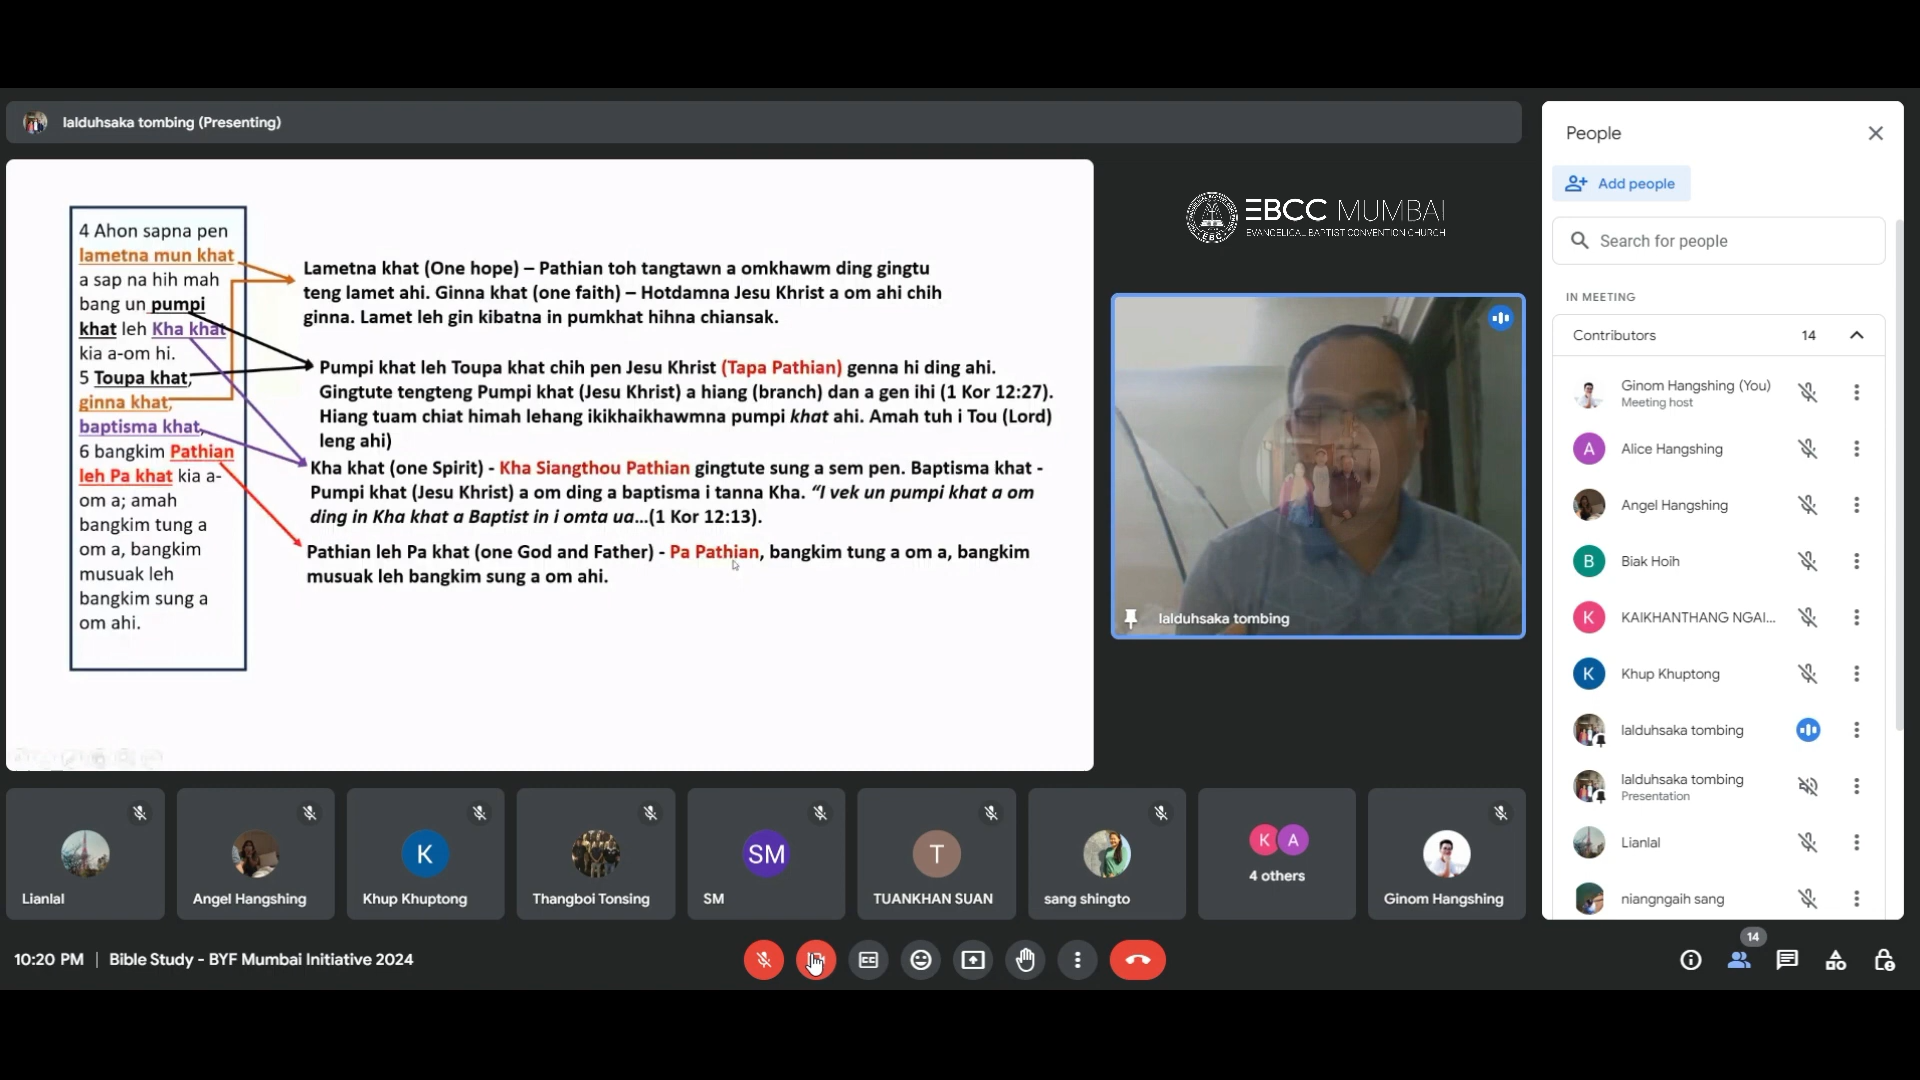 lalduhsaka tombing (Presenting)
4 Ahon sapna pen
lametna mun khat
a sap na hih mah
bang un pumpi
khat leh Kha khat
kia a-om hi.
5 Toupa khat,
ginna khat,
baptisma khat,
6 bangkim Pathian
leh Pa khat kia a-
om a; amah
bangkim tung a
om a, bangkim
musuak leh
bangkim sung a
om ahi.
Lametna khat (One hope) – Pathian toh tangtawn a omkhawm ding gingtu
teng lamet ahi. Ginna khat (one faith) – Hotdamna Jesu Khrist a om ahi chih
ginna. Lamet leh gin kibatna in pumkhat hihna chiansak.
Pumpi khat leh Toupa khat chih pen Jesu Khrist (Tapa Pathian) genna hi ding ahi.
Gingtute tengteng Pumpi khat (Jesu Khrist) a hiang (branch) dan a gen ihi (1 Kor 12:27).
Hiang tuam chiat himah lehang ikikhaikhawmna pumpi khat ahi. Amah tuh i Tou (Lord)
leng ahi)
Kha khat (one Spirit) - Kha Siangthou Pathian gingtute sung a sem pen. Baptisma khat -
Pumpi khat (Jesu Khrist) a om ding a baptisma i tanna Kha. “I vek un pumpi khat a om
ding in Kha khat a Baptist in i omta ua…(1 Kor 12:13).
Pathian leh Pa khat (one God and Father) - Pa Pathian, bangkim tung a om a, bangkim
musuak leh bangkim sung a om ahi.
EBCC MUMBAI
EVANGELICAL BAPTIST CONVENTION CHURCH
EBC
lalduhsaka tombing
People
Add people
Search for people
IN MEETING
Contributors 14
Ginom Hangshing (You)
Meeting host
A Alice Hangshing
Angel Hangshing
B Biak Hoih
K KAIKHANTHANG NGAI...
K Khup Khuptong
lalduhsaka tombing
lalduhsaka tombing
Presentation
Lianlal
niangngaih sang
Lianlal
Angel Hangshing
K
Khup Khuptong
Thangboi Tonsing
SM
SM
T
TUANKHAN SUAN
sang shingto
K A
4 others
Ginom Hangshing
10:20 PM | Bible Study - BYF Mumbai Initiative 2024
CC
14